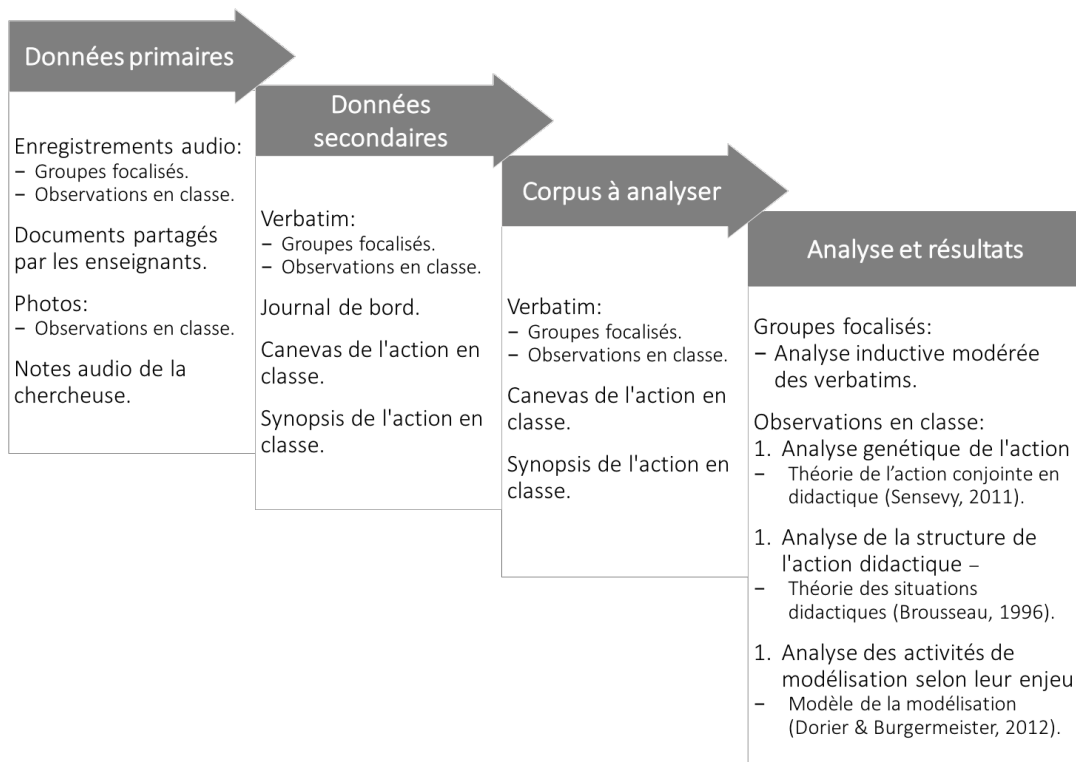 Données primaires
Enregistrements audio:
– Groupes focalisés.
– Observations en classe.
Documents partagés
par les enseignants.
Photos:
– Observations en classe.
Notes audio de la
chercheuse.
Données
secondaires
Verbatim:
– Groupes focalisés.
– Observations en classe.
Journal de bord.
Canevas de l'action en
classe.
Synopsis de l'action en
classe.
Corpus à analyser
Verbatim:
– Groupes focalisés.
– Observations en classe.
Canevas de l'action en
classe.
Synopsis de l'action en
classe.
Analyse et résultats
Groupes focalisés:
– Analyse inductive modérée
des verbatims.
Observations en classe:
1. Analyse genétique de l'action
– Théorie de l’action conjointe en
didactique (Sensevy, 2011).
1. Analyse de la structure de
l'action didactique –
– Théorie des situations
didactiques (Brousseau, 1996).
1. Analyse des activités de
modélisation selon leur enjeu
– Modèle de la modélisation
(Dorier & Burgermeister, 2012).